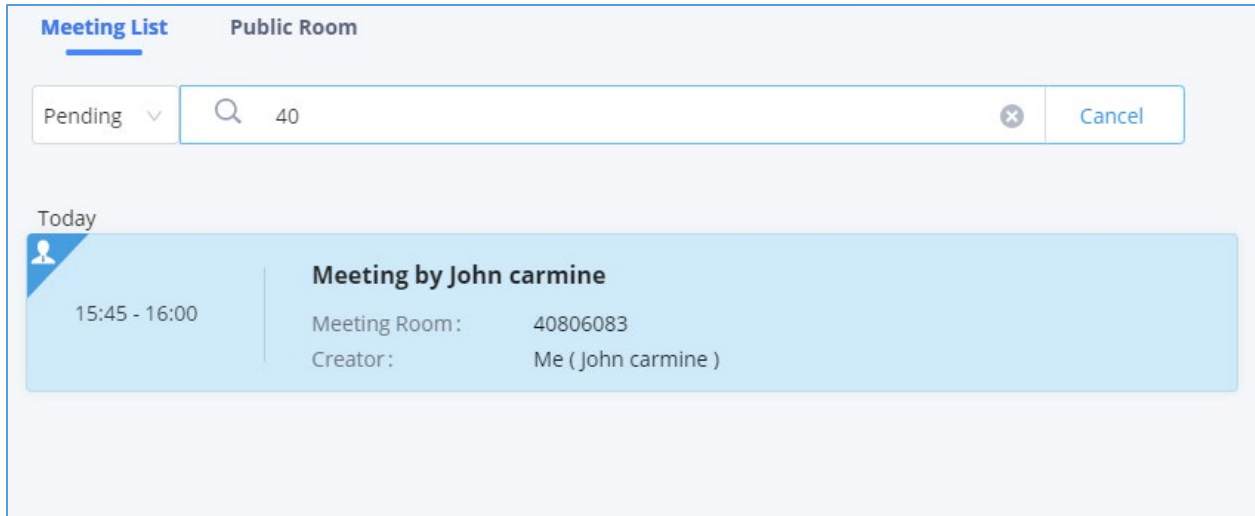 Meeting List Public Room
Pending 40 Cancel
Today
Meeting by John carmine
15:45 - 16:00
Meeting Room: 40806083
Creator: Me ( John carmine )